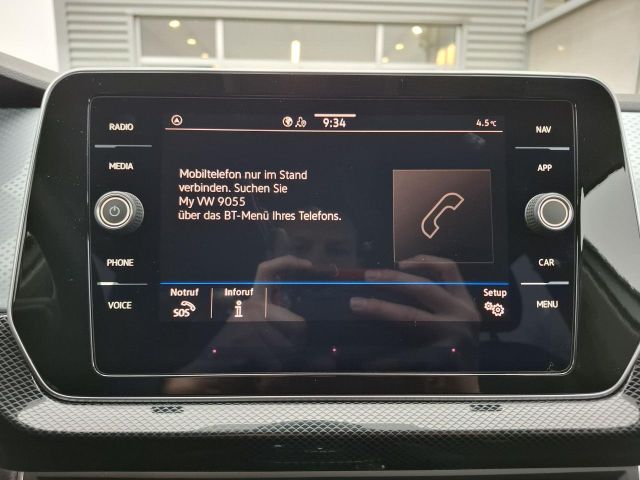 RADIO
MEDIA
PHONE
VOICE
9:34
4.5°C
Mobiltelefon nur im Stand
verbinden. Suchen Sie
My VW 9055
über das BT-Menü Ihres Telefons.
Notruf
SOS
Inforuf
Setup
NAV
APP
CAR
MENU